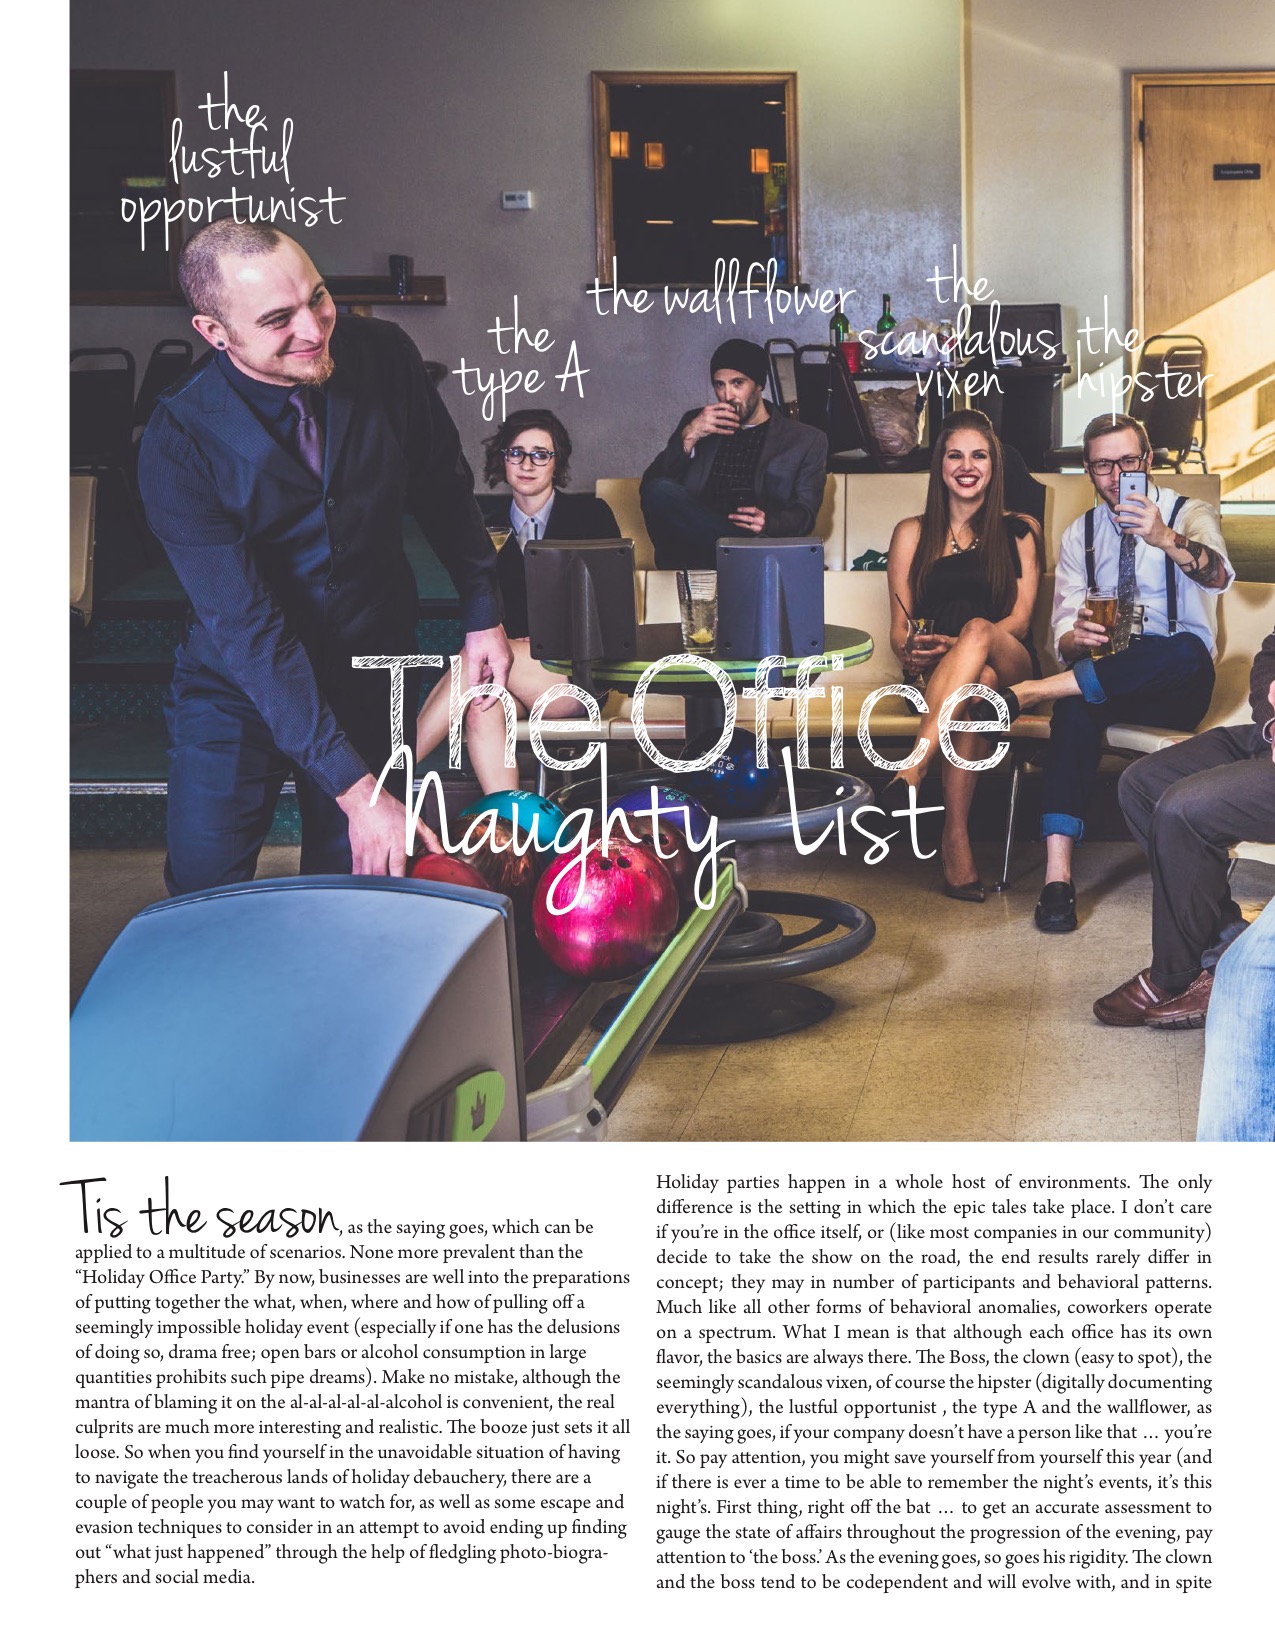 the
lustful
opportunist
the wallflower
the
scandalous
vixen
the
type A
the
hipster
Employees Only
The Office
Naughty List
Tis the season, as the saying goes, which can be
applied to a multitude of scenarios. None more prevalent than the
“Holiday Office Party.” By now, businesses are well into the preparations
of putting together the what, when, where and how of pulling off a
seemingly impossible holiday event (especially if one has the delusions
of doing so, drama free; open bars or alcohol consumption in large
quantities prohibits such pipe dreams). Make no mistake, although the
mantra of blaming it on the al-al-al-al-al-alcohol is convenient, the real
culprits are much more interesting and realistic. The booze just sets it all
loose. So when you find yourself in the unavoidable situation of having
to navigate the treacherous lands of holiday debauchery, there are a
couple of people you may want to watch for, as well as some escape and
evasion techniques to consider in an attempt to avoid ending up finding
out “what just happened” through the help of fledgling photo-biogra-
phers and social media.
Holiday parties happen in a whole host of environments. The only
difference is the setting in which the epic tales take place. I don’t care
if you’re in the office itself, or (like most companies in our community)
decide to take the show on the road, the end results rarely differ in
concept; they may in number of participants and behavioral patterns.
Much like all other forms of behavioral anomalies, coworkers operate
on a spectrum. What I mean is that although each office has its own
flavor, the basics are always there. The Boss, the clown (easy to spot), the
seemingly scandalous vixen, of course the hipster (digitally documenting
everything), the lustful opportunist , the type A and the wallflower, as
the saying goes, if your company doesn’t have a person like that … you’re
it. So pay attention, you might save yourself from yourself this year (and
if there is ever a time to be able to remember the night’s events, it’s this
night’s. First thing, right off the bat … to get an accurate assessment to
gauge the state of affairs throughout the progression of the evening, pay
attention to ‘the boss.’ As the evening goes, so goes his rigidity. The clown
and the boss tend to be codependent and will evolve with, and in spite